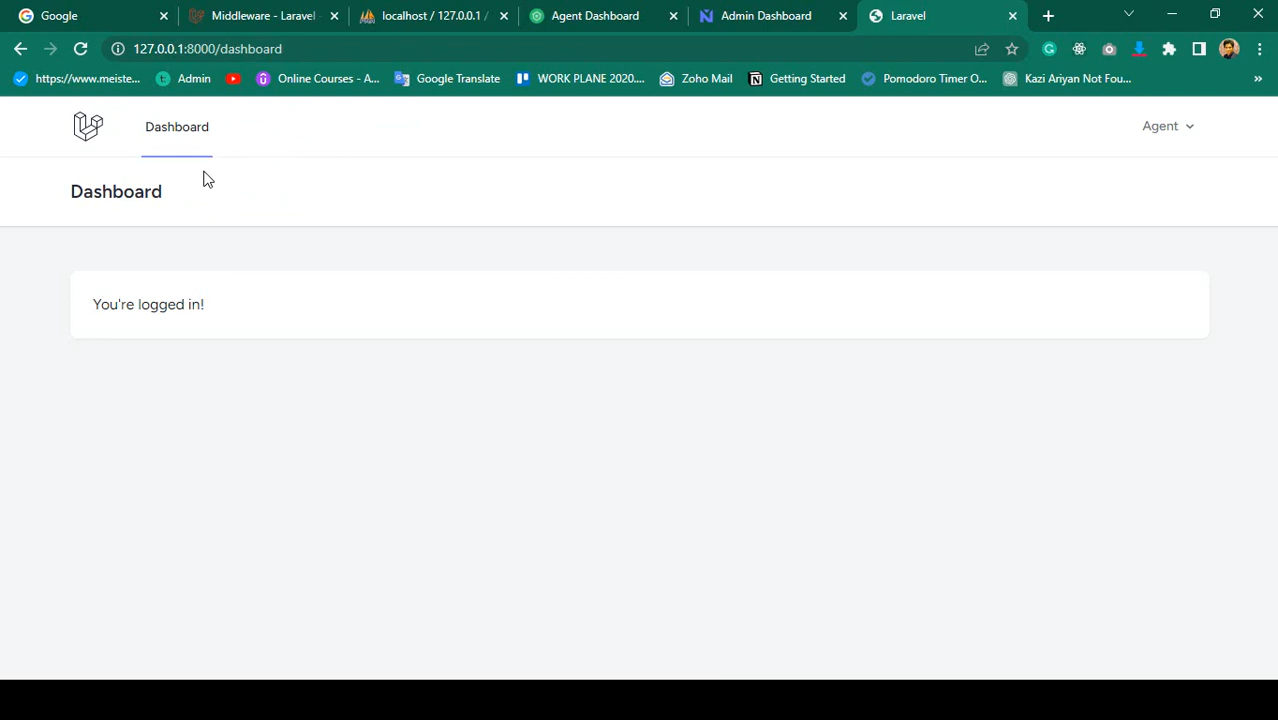 Google
Middleware - Laravel
localhost / 127.0.0.1 /
Agent Dashboard
Admin Dashboard
Laravel
127.0.0.1:8000/dashboard
https://www.meiste...
Admin
Online Courses - A...
Google Translate
WORK PLANE 2020....
Zoho Mail
Getting Started
Pomodoro Timer O...
Kazi Ariyan Not Fou...
Dashboard
Agent
Dashboard
You're logged in!